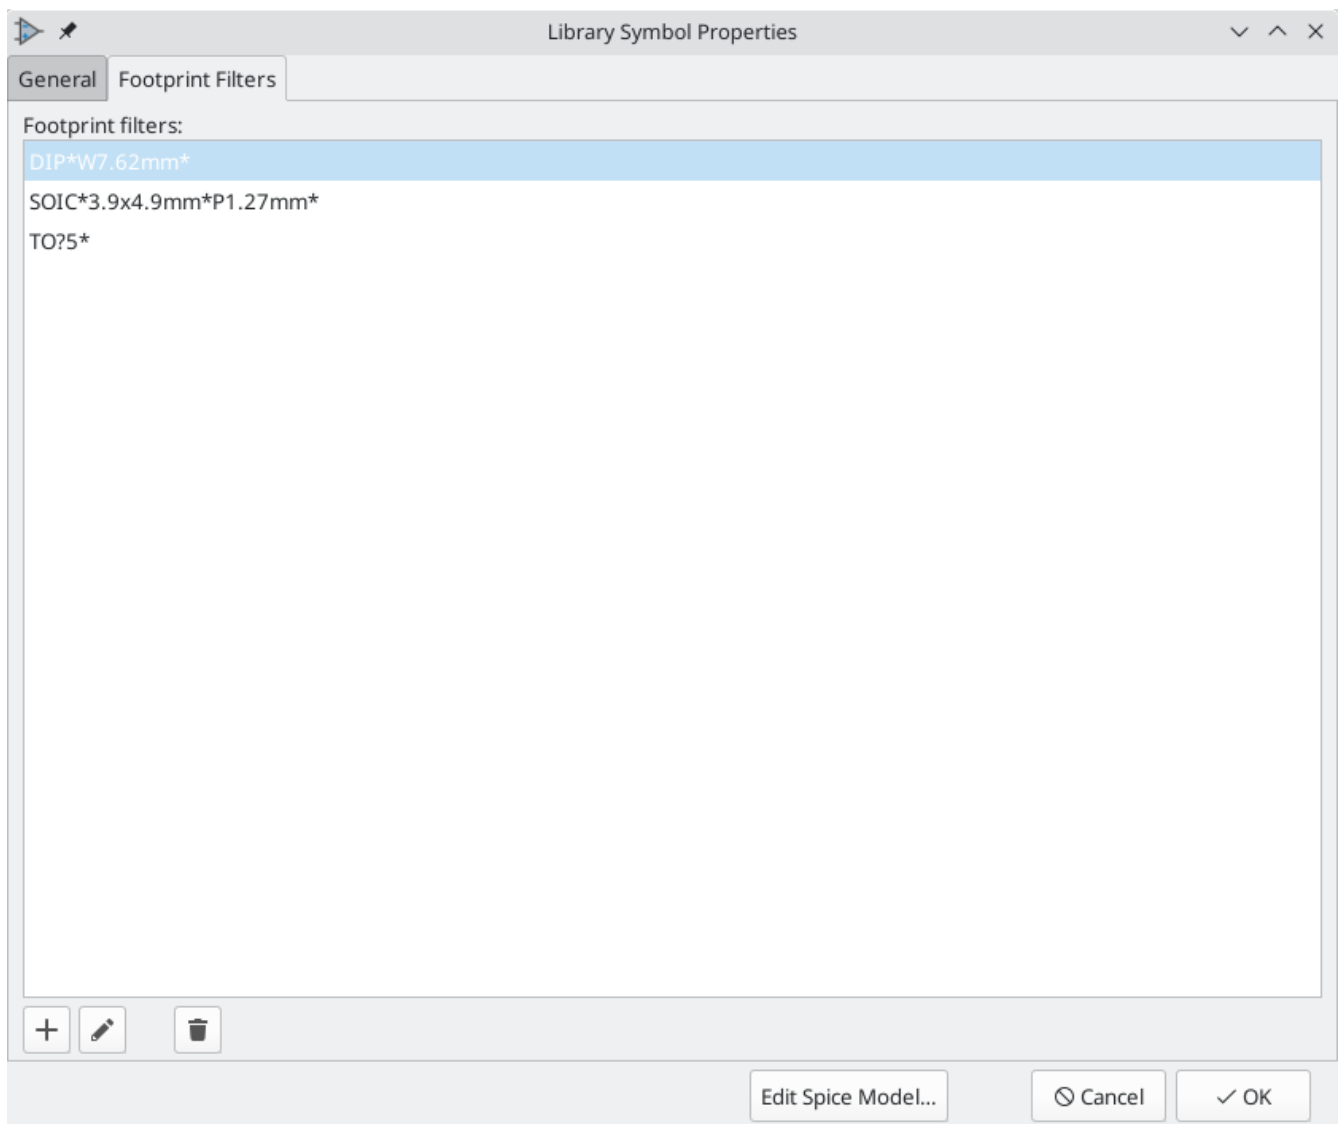 Library Symbol Properties
General Footprint Filters
Footprint filters:
DIP*W7.62mm*
SOIC*3.9x4.9mm*P1.27mm*
TO?5*
Edit Spice Model... Cancel OK